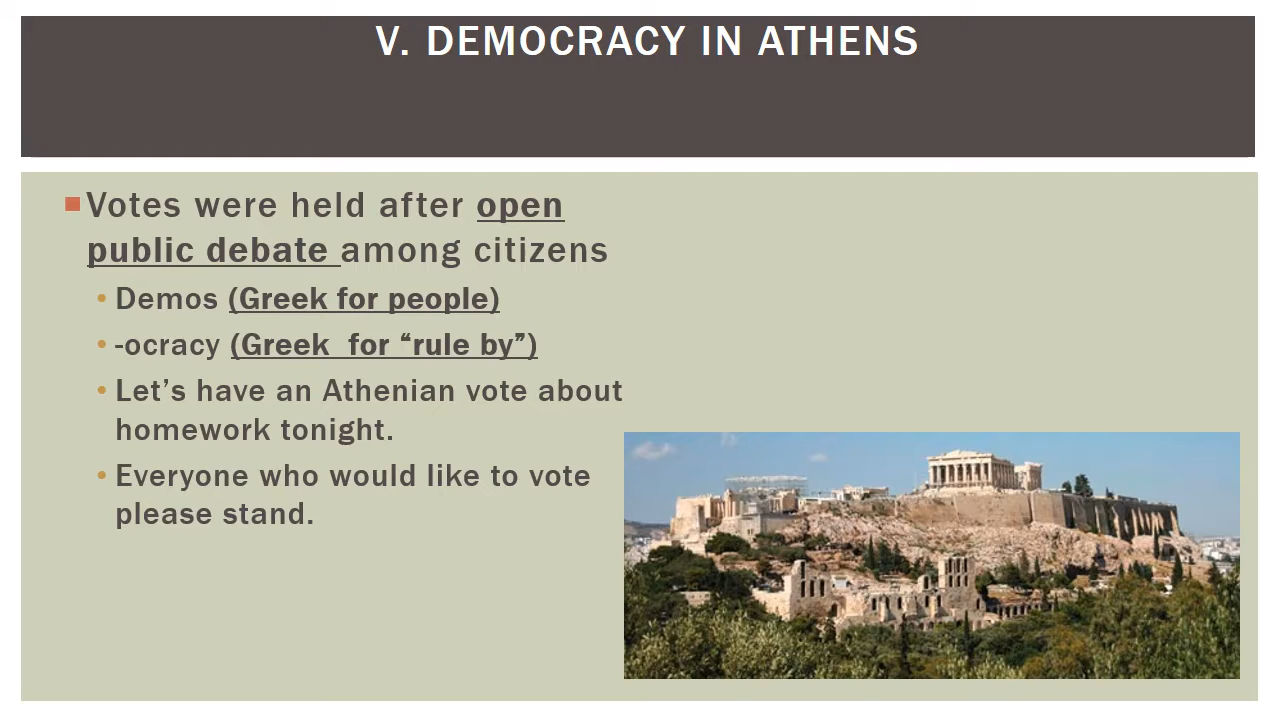 V. DEMOCRACY IN ATHENS
Votes were held after open
public debate among citizens
Demos (Greek for people)
-ocracy (Greek  for “rule by”)
Let’s have an Athenian vote about
homework tonight.
Everyone who would like to vote
please stand.